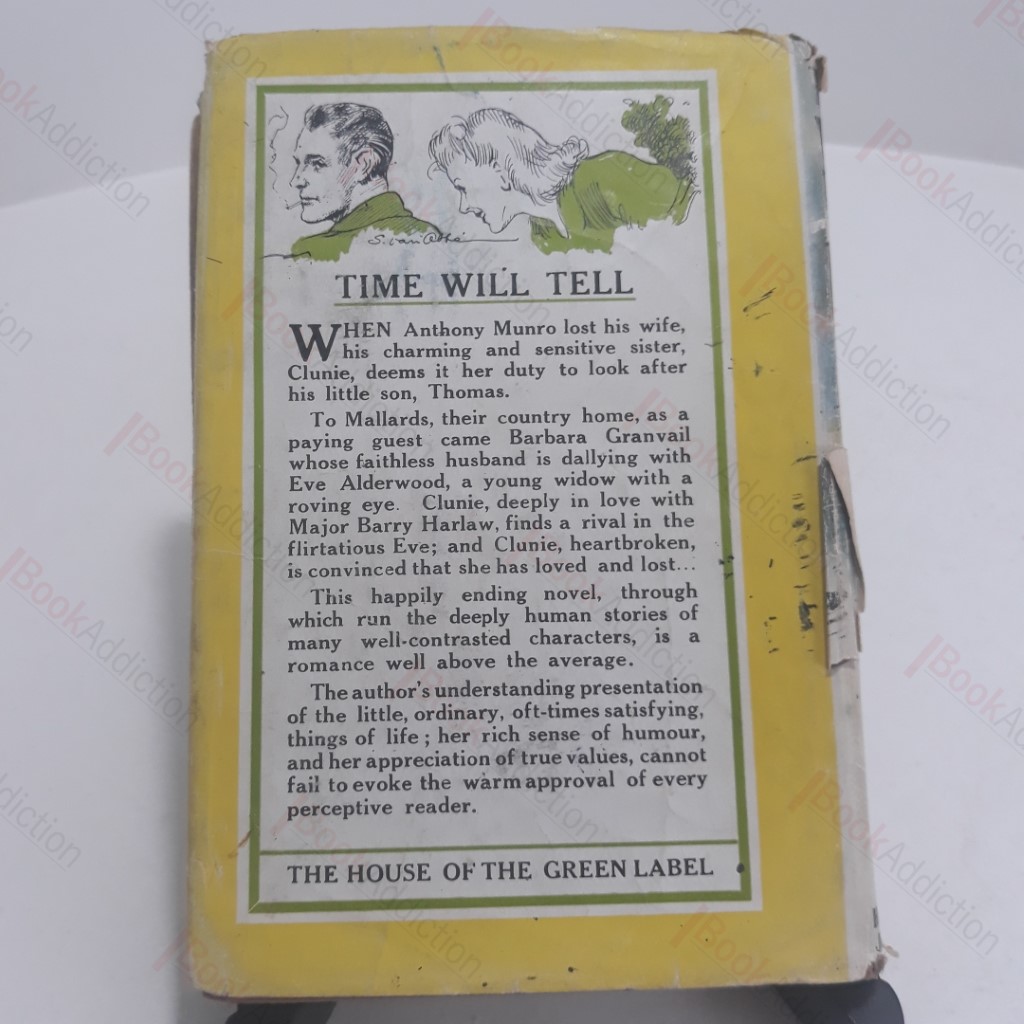 S. van Abbé
TIME WILL TELL
WHEN Anthony Munro lost his wife,
his charming and sensitive sister,
Clunie, deems it her duty to look after
his little son, Thomas.
To Mallards, their country home, as a
paying guest came Barbara Granvail
whose faithless husband is dallying with
Eve Alderwood, a young widow with a
roving eye. Clunie, deeply in love with
Major Barry Harlaw, finds a rival in the
flirtatious Eve; and Clunie, heartbroken,
is convinced that she has loved and lost...
This happily ending novel, through
which run the deeply human stories of
many well-contrasted characters, is a
romance well above the average.
The author's understanding presentation
of the little, ordinary, oft-times satisfying,
things of life; her rich sense of humour,
and her appreciation of true values, cannot
fail to evoke the warm approval of every
perceptive reader.
THE HOUSE OF THE GREEN LABEL
BookAddiction